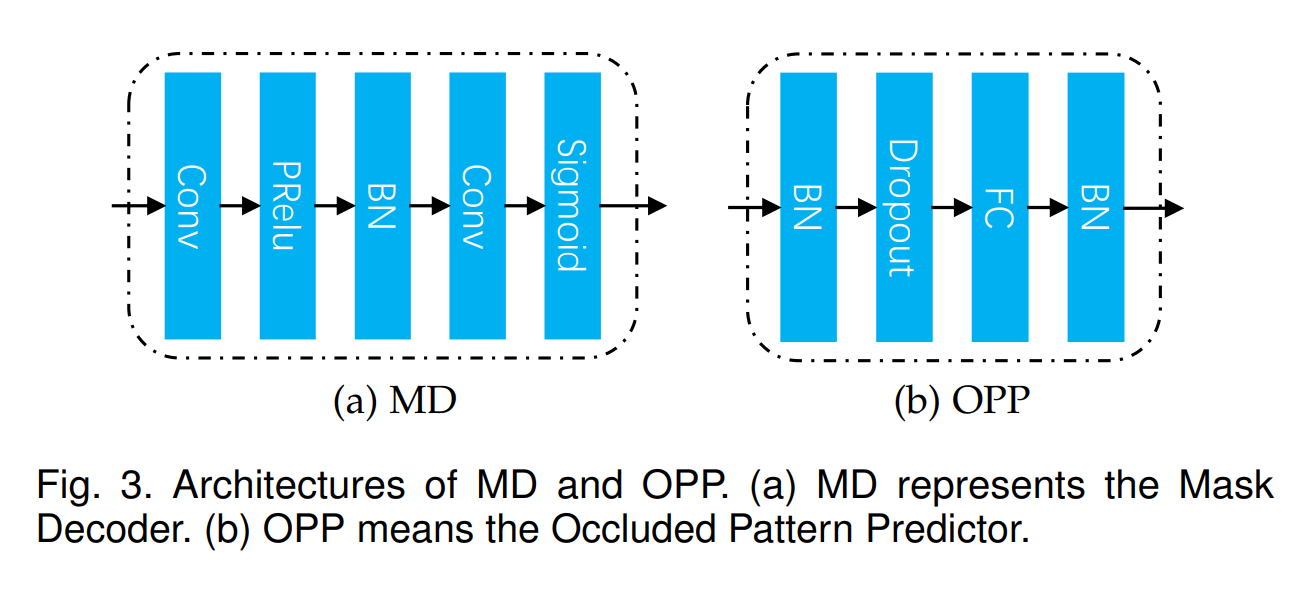 Conv
PRelu
BN
Conv
Sigmoid
BN
Dropout
FC
BN
(a) MD
(b) OPP
Fig. 3. Architectures of MD and OPP. (a) MD represents the Mask
Decoder. (b) OPP means the Occluded Pattern Predictor.